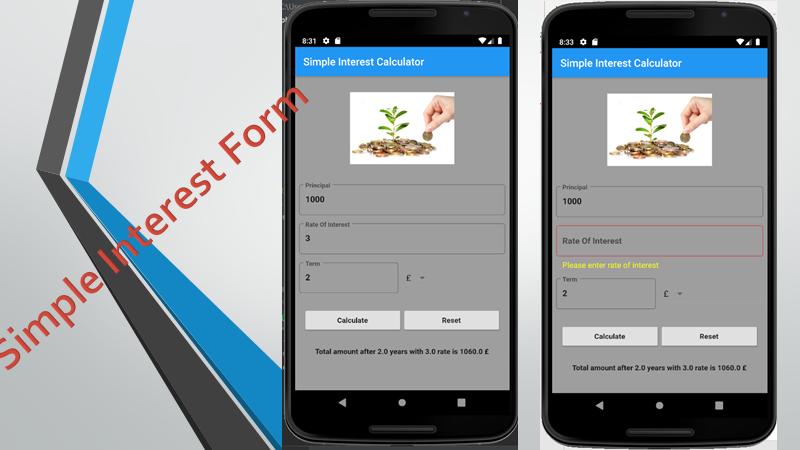 Simple Interest Form
8:31
Simple Interest Calculator
Principal
1000
Rate Of Interest
3
Term
2
£
Calculate
Reset
Total amount after 2.0 years with 3.0 rate is 1060.0 £
8:33
Simple Interest Calculator
Principal
1000
Rate Of Interest
Please enter rate of interest
Term
2
£
Calculate
Reset
Total amount after 2.0 years with 3.0 rate is 1060.0 £